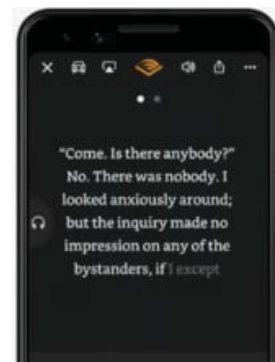 “Come. Is there anybody?”
No. There was nobody. I
looked anxiously around;
but the inquiry made no
impression on any of the
bystanders, if I except